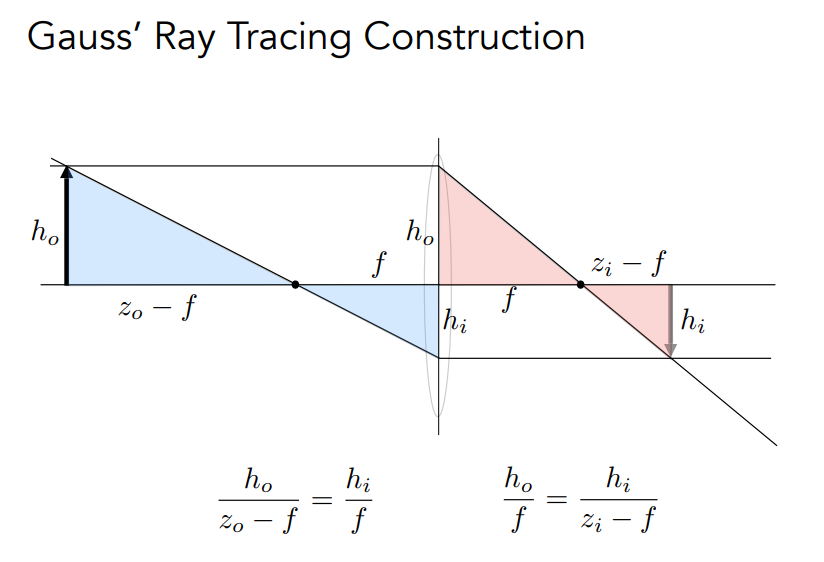 Gauss’ Ray Tracing Construction
h_o
h_o
f
z_i − f
z_o − f
f
h_i
h_i
h_o / (z_o − f) = h_i / f
h_o / f = h_i / (z_i − f)